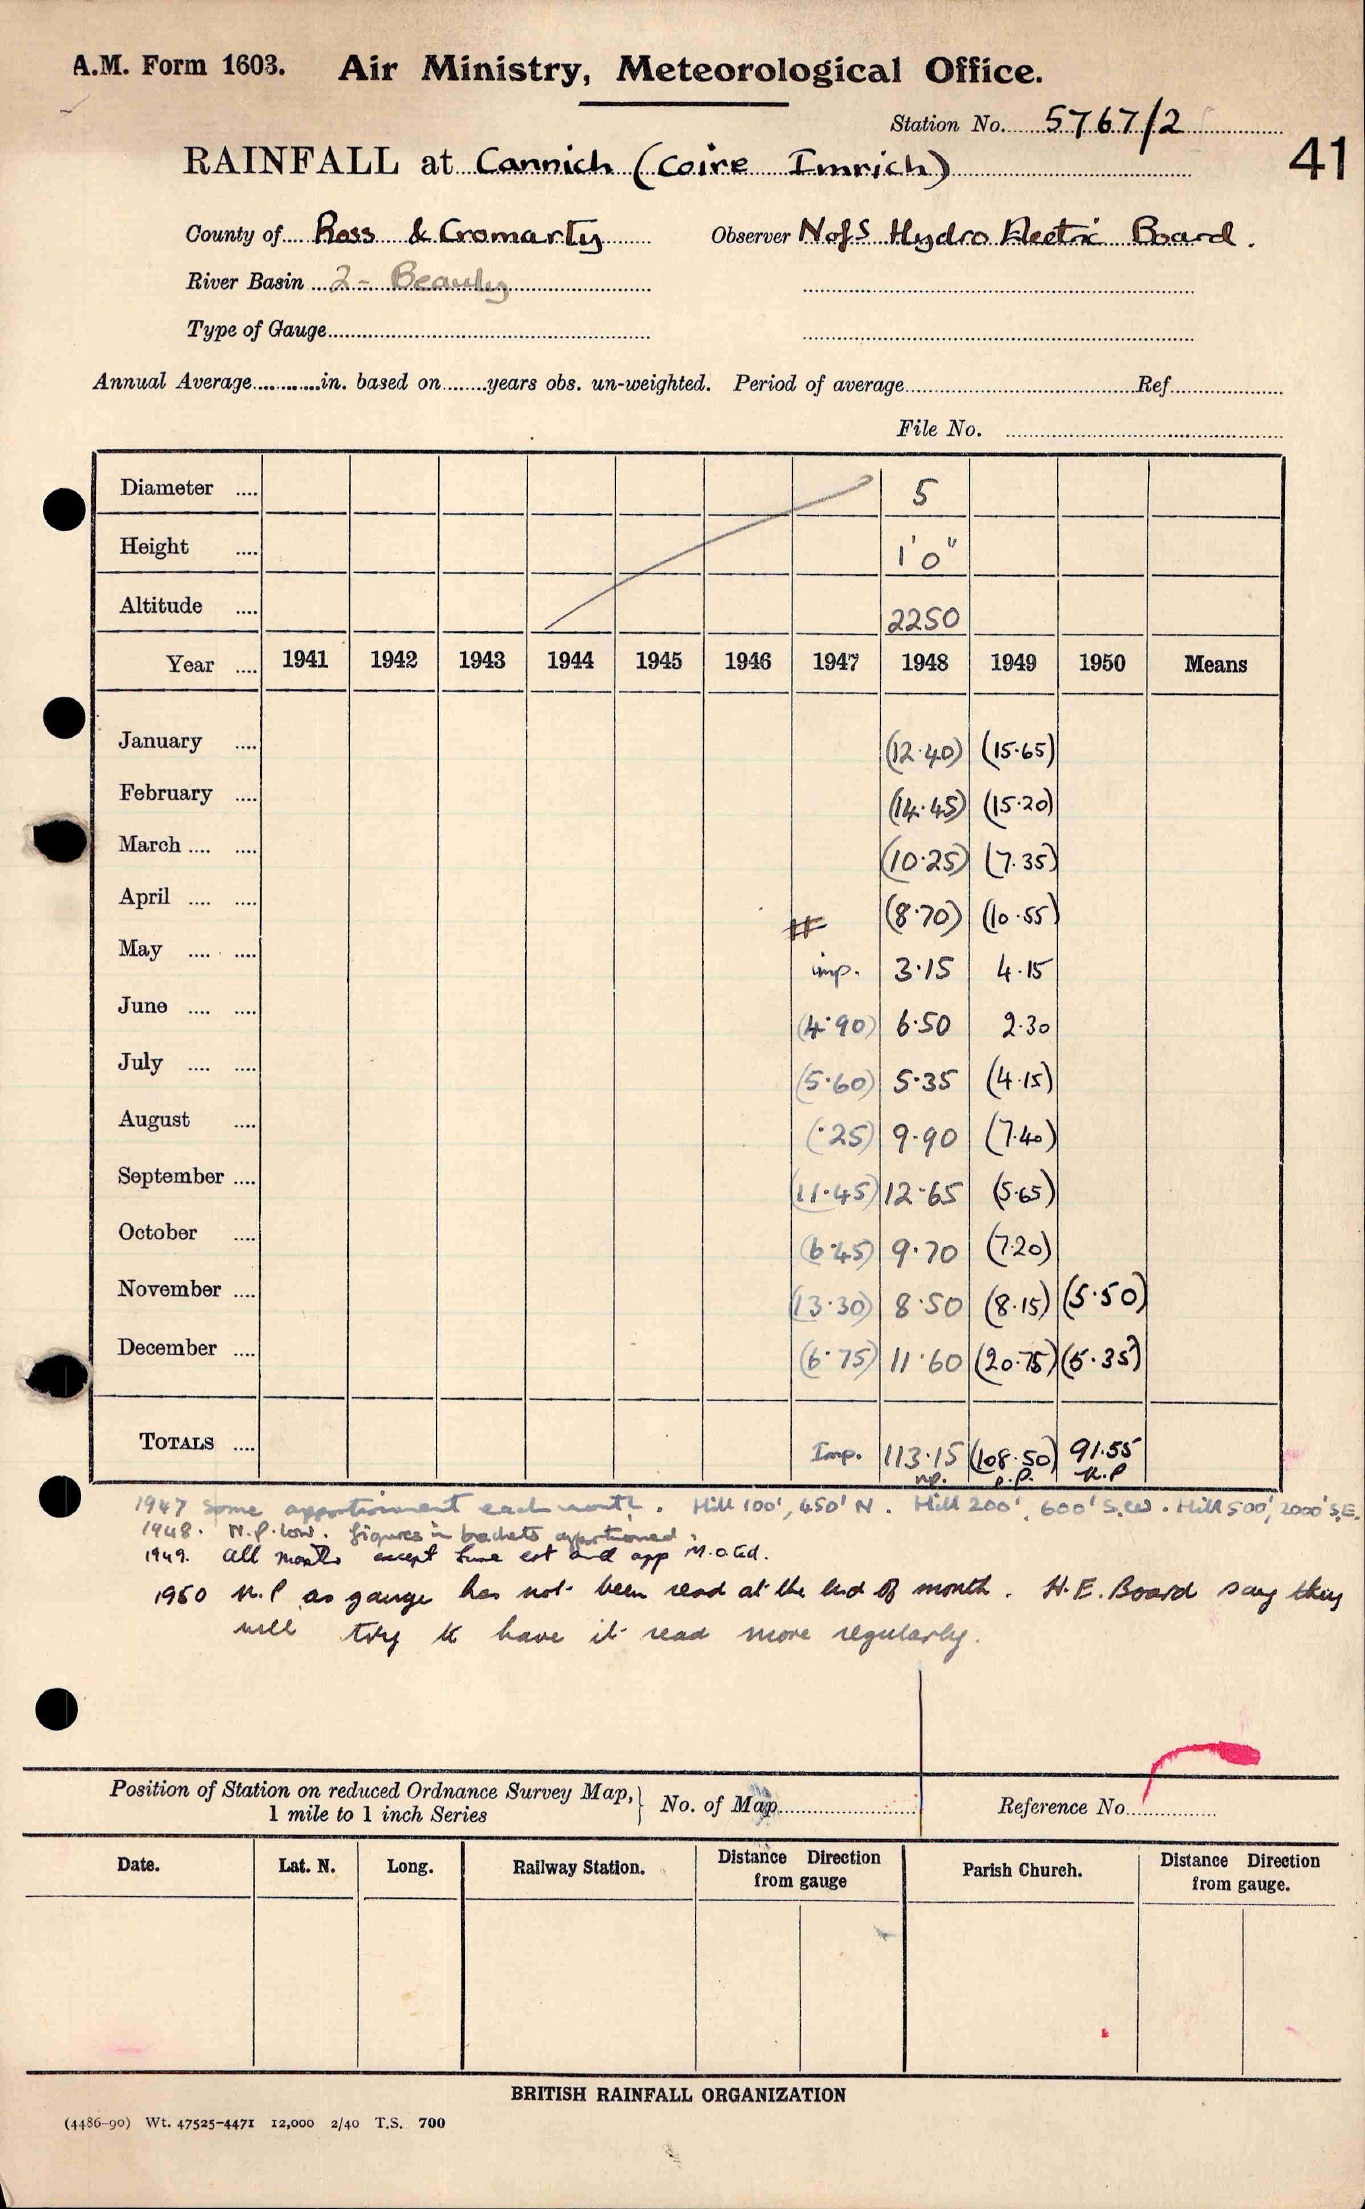 A.M. Form 1603. Air Ministry, Meteorological Office.
Station No. 5767/2
41
RAINFALL at Cannich (Coire Imrich)
County of Ross & Cromarty Observer NofS Hydro Electric Board.
River Basin 2 - Beauly
Type of Gauge
Annual Average in. based on years obs. un-weighted. Period of average Ref.
File No.
Diameter 5
Height 1' 0"
Altitude 2250
Year 1941 1942 1943 1944 1945 1946 1947 1948 1949 1950 Means
January (12.40) (15.65)
February (14.45) (15.20)
March (10.25) (7.35)
April (8.70) (10.55)
May imp. 3.15 4.15
June (4.90) 6.50 2.30
July (5.60) 5.35 (4.15)
August (.25) 9.90 (7.40)
September (11.45) 12.65 (5.65)
October (6.45) 9.70 (7.20)
November (13.30) 8.50 (8.15) (5.50)
December (6.75) 11.60 (20.75) (5.35)
TOTALS Imp. 113.15 (108.50) 91.55
np. n.p. n.p
1947 some apportionment each month. Hill 100', 450' N. Hill 200', 600' S.W. Hill 500', 2000' S.E.
1948. N.P. low. figures in brackets apportioned.
1949. all months except June est and app M.O. Ed.
1950 n.p as gauge has not been read at the end of month. H.E. Board say they
will try to have it read more regularly.
Position of Station on reduced Ordnance Survey Map, 1 mile to 1 inch Series } No. of Map Reference No.
Date. Lat. N. Long. Railway Station. Distance Direction from gauge Parish Church. Distance Direction from gauge.
BRITISH RAINFALL ORGANIZATION
(4486-90) Wt. 47525-4471 12,000 2/40 T.S. 700